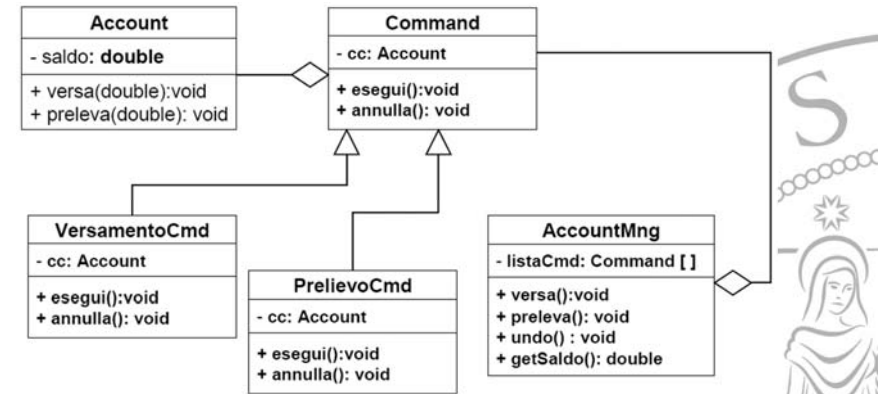 Account
- saldo: double
+ versa(double):void
+ preleva(double): void
Command
- cc: Account
+ esegui():void
+ annulla(): void
VersamentoCmd
- cc: Account
+ esegui():void
+ annulla(): void
PrelievoCmd
- cc: Account
+ esegui():void
+ annulla(): void
AccountMng
- listaCmd: Command [ ]
+ versa():void
+ preleva(): void
+ undo() : void
+ getSaldo(): double
S